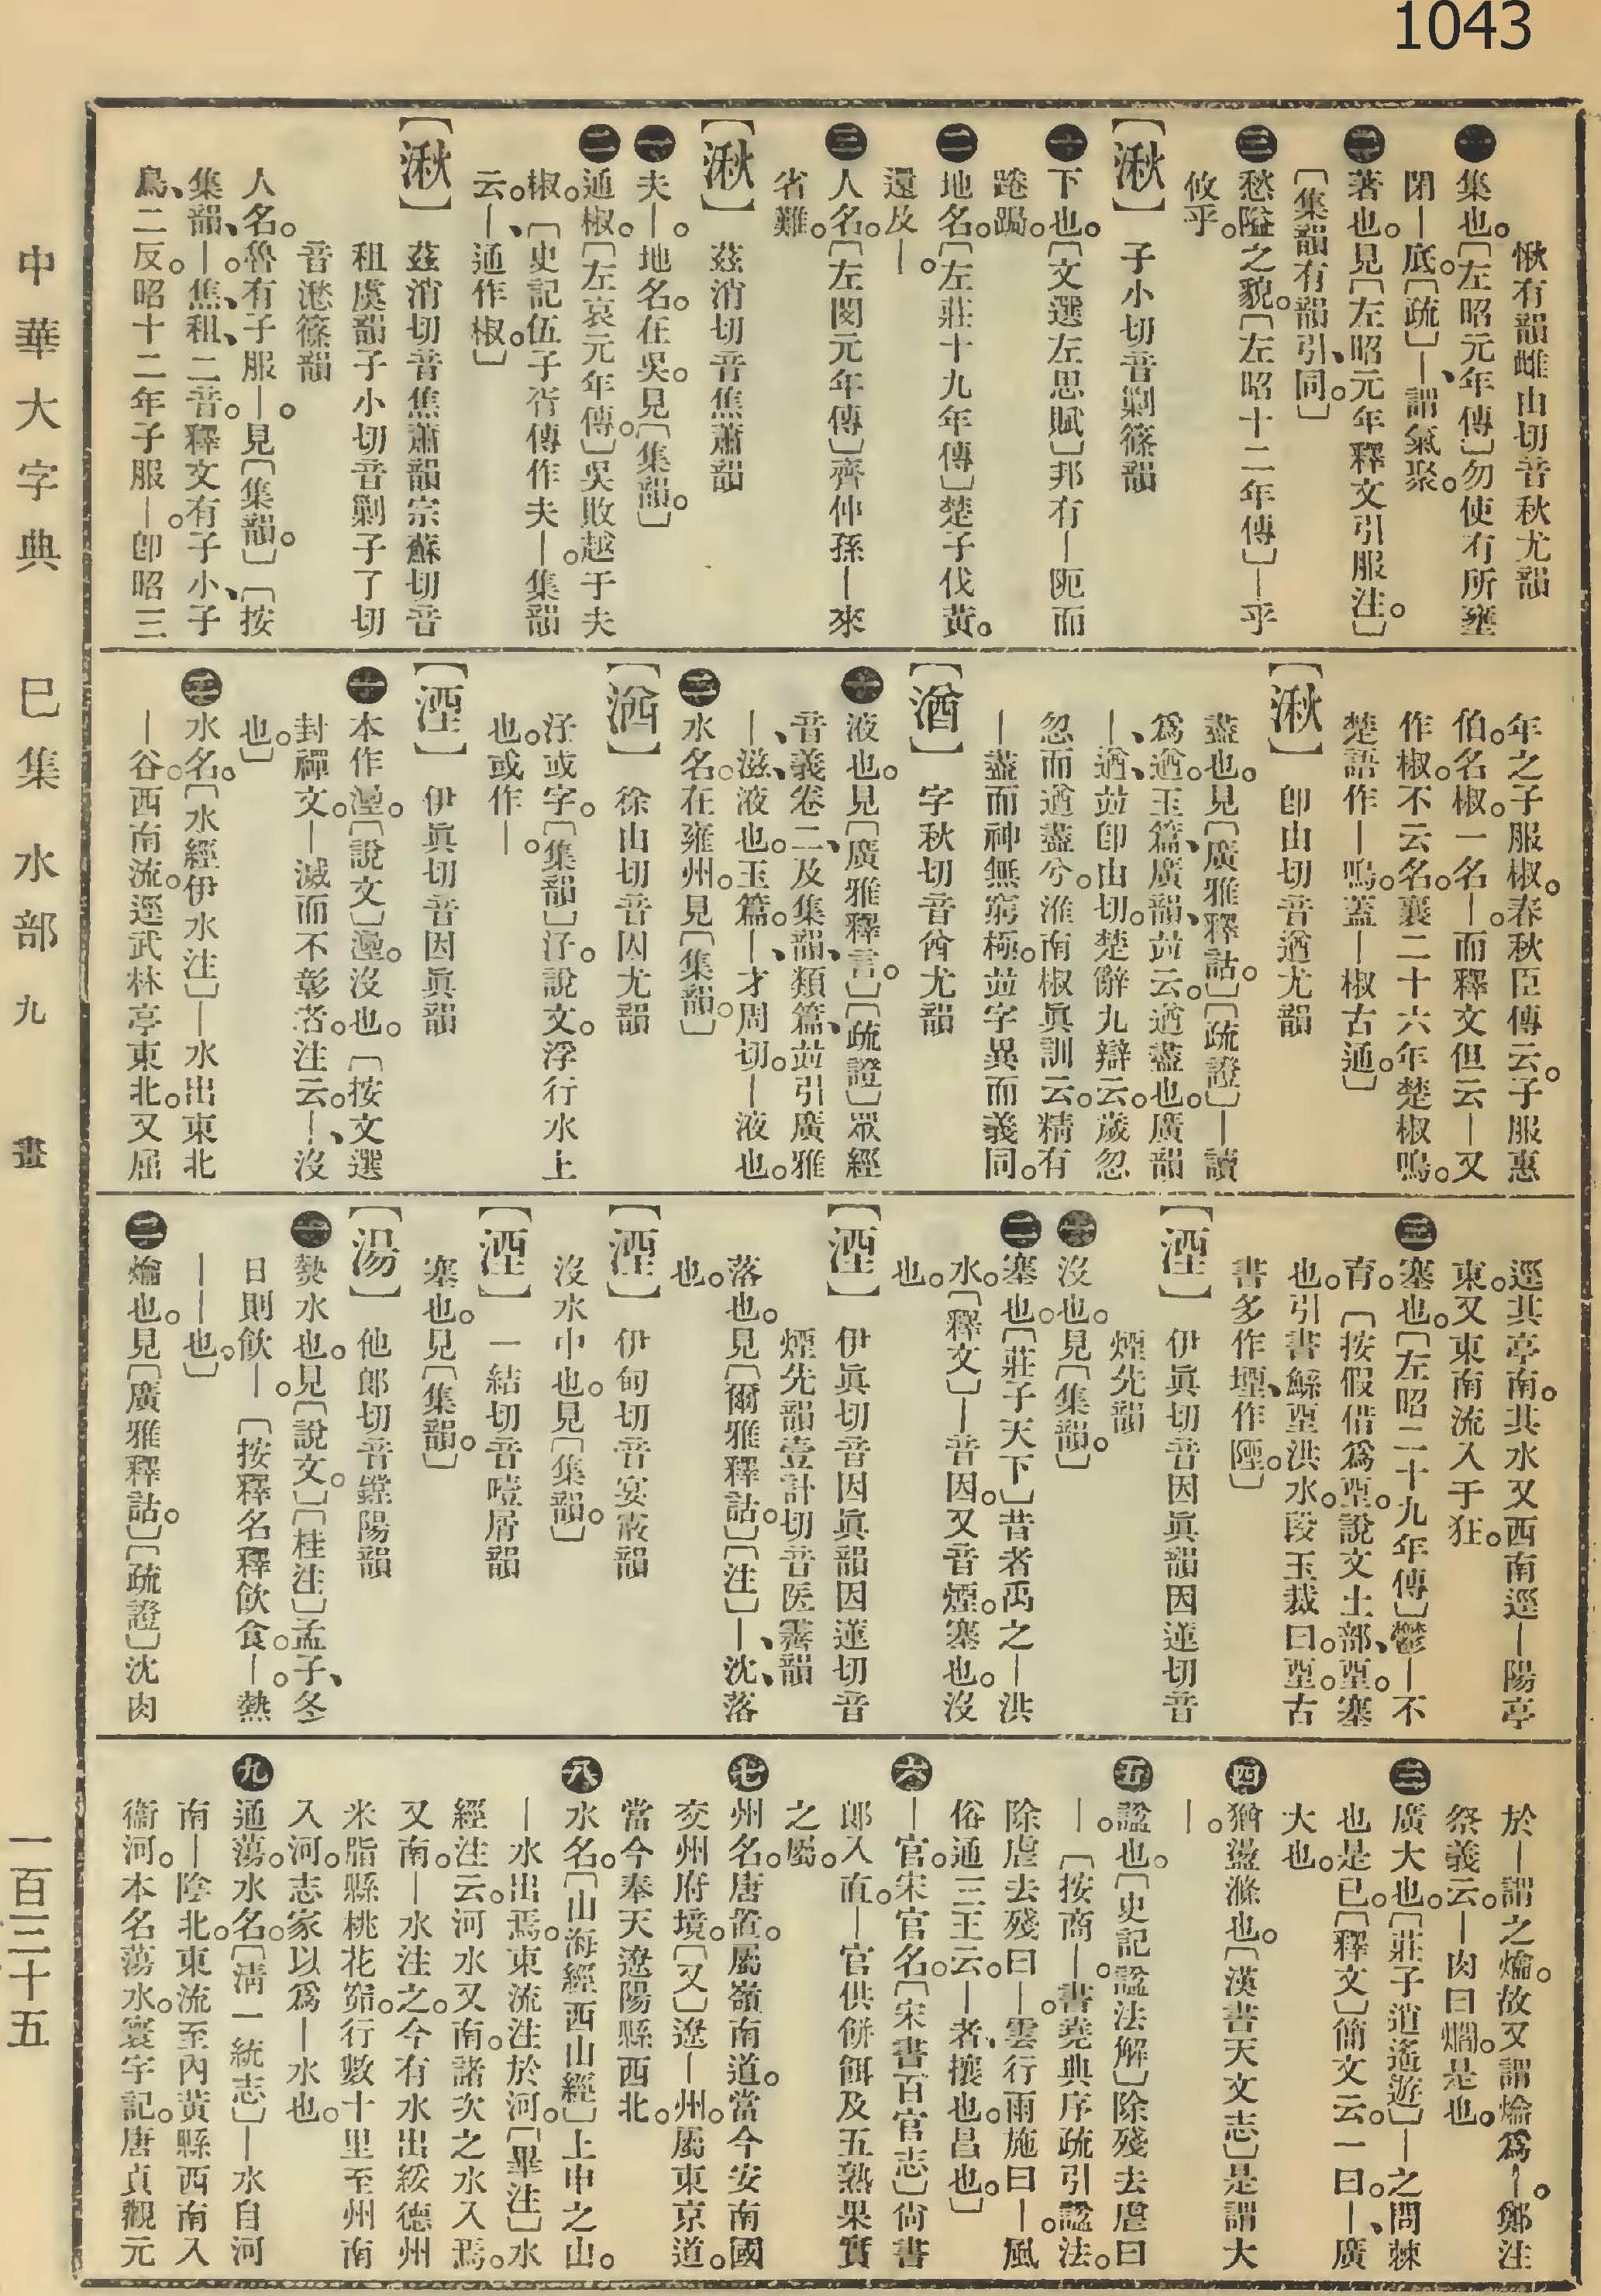 1043
愀有韻雌由切音秋尤韻
㊀集也。〔左昭元年傳〕勿使有所壅
閉—底。〔疏〕—、謂氣聚。
㊁著也。見〔左昭元年釋文引服注。〕
〔集韻有韻引、同。〕
㊂愁隘之貌。〔左昭十二年傳〕—乎
攸乎。
【湫】子小切音剿篠韻
㊀下也。〔文選左思賦〕邦有—阨而
踡跼。
㊁地名。〔左莊十九年傳〕楚子伐黃。
還及—。
㊂人名。〔左閔元年傳〕齊仲孫—來
省難。
【湫】茲消切音焦蕭韻
㊀夫—。地名。在吳。見〔集韻。〕
㊁通椒。〔左哀元年傳。〕吳敗越于夫
椒。〔史記伍子胥傳作夫—。集韻
云。—、通作椒。〕
【湫】茲消切音焦蕭韻宗蘇切音
租虞韻子小切音剿子了切
音湬篠韻
人名。魯有子服—。見〔集韻。〕〔按
集韻、—。焦、租、二音。釋文有子小、子
鳥、二反。昭十二年子服—。卽昭三
年之子服椒。春秋臣傳云。子服惠
伯。名椒。一名—。而釋文但云—又
作椒。不云名。襄二十六年楚椒鳴。
楚語作—鳴。蓋—椒古通。〕
【湫】卽由切音遒尤韻
盡也。見〔廣雅釋詁。〕〔疏證〕—讀
爲遒。玉篇、廣韻、竝云。遒盡也。廣韻
—、遒、竝卽由切。楚辭九辯云。歲忽
忽而遒盡兮。淮南椒眞訓云。精有
—盡而神無窮極。竝字異而義同。
【湭】字秋切音酋尤韻
㊀液也。見〔廣雅釋言。〕〔疏證〕眾經
音義卷二、及集韻、類篇、竝引廣雅
—、滋、液也。玉篇。—、才周切。—液也。
㊁水名。在雍州。見〔集韻。〕
【湭】徐由切音囚尤韻
汓或字。〔集韻〕汓。說文。浮行水上
也。或作—。
【湮】伊眞切音因眞韻
㊀本作湮。〔說文〕湮。沒也。〔按文選
封禪文。—滅而不彰者。注云。—、沒
也。〕
㊁水名。〔水經伊水注〕—水出東北
—谷。西南流。逕武林亭東北。又屈
逕其亭南。其水又西南逕—陽亭
東。又東南流入于狂。
㊂塞也。〔左昭二十九年傳〕鬱—不
育。〔按假借爲垔。說文土部、垔。塞
也。引書鯀垔洪水。段玉裁曰。垔。古
書多作堙、作陻。〕
【湮】伊眞切音因眞韻因蓮切音
煙先韻
㊀沒也。見〔集韻。〕
㊁塞也。〔莊子天下〕昔者禹之—洪
水。〔釋文〕—音因。又音煙。塞也。沒
也。
【湮】伊眞切音因眞韻因蓮切音
煙先韻壹計切音医霽韻
落也。見〔爾雅釋詁。〕〔注〕—、沈、落
也。
【湮】伊甸切音宴霰韻
沒水中也。見〔集韻。〕
【湮】一結切音噎屑韻
塞也。見〔集韻。〕
【湯】他郎切音鏜陽韻
㊀熱水也。見〔說文。〕〔桂注〕孟子、冬
日則飮—。〔按釋名釋飮食。—。熱
——也。〕
㊁爚也。見〔廣雅釋詁。〕〔疏證〕沈肉
於—謂之爚。故又謂爚爲—。鄭注
祭義云。—肉曰爓。是也。
㊂廣大也。〔莊子逍遙遊〕—之問棘
也是已。〔釋文〕簡文云。一曰。—、廣
大也。
㊃猶盪滌也。〔漢書天文志〕是謂大
—。
㊄諡也。〔史記諡法解〕除殘去虐曰
—。〔按商—。書堯典序疏引諡法。
除虐去殘曰—。雲行雨施曰—。風
俗通三王云。—者、攘也。昌也。〕
㊅—官。宋官名。〔宋書百官志〕尙書
郎入直。—官供餅餌及五熟果實
之屬。
㊆州名。唐置。屬嶺南道。當今安南國
交州府境。〔又〕遼—州。屬東京道。
當今奉天遼陽縣西北。
㊇水名。〔山海經西山經〕上申之山。
—水出焉。東流注於河。〔畢注〕水
經注云。河水又南。諸次之水入焉。
又南。—水注之。今有水出綏德州
米脂縣桃花峁。行數十里至州南
入河。志家以爲—水也。
㊈通蕩。水名。〔淸一統志〕—水自河
南—陰北。東流至內黃縣西南入
衞河。本名蕩水。寰宇記。唐貞觀元
中華大字典　巳集　水部　九畫
一百三十五